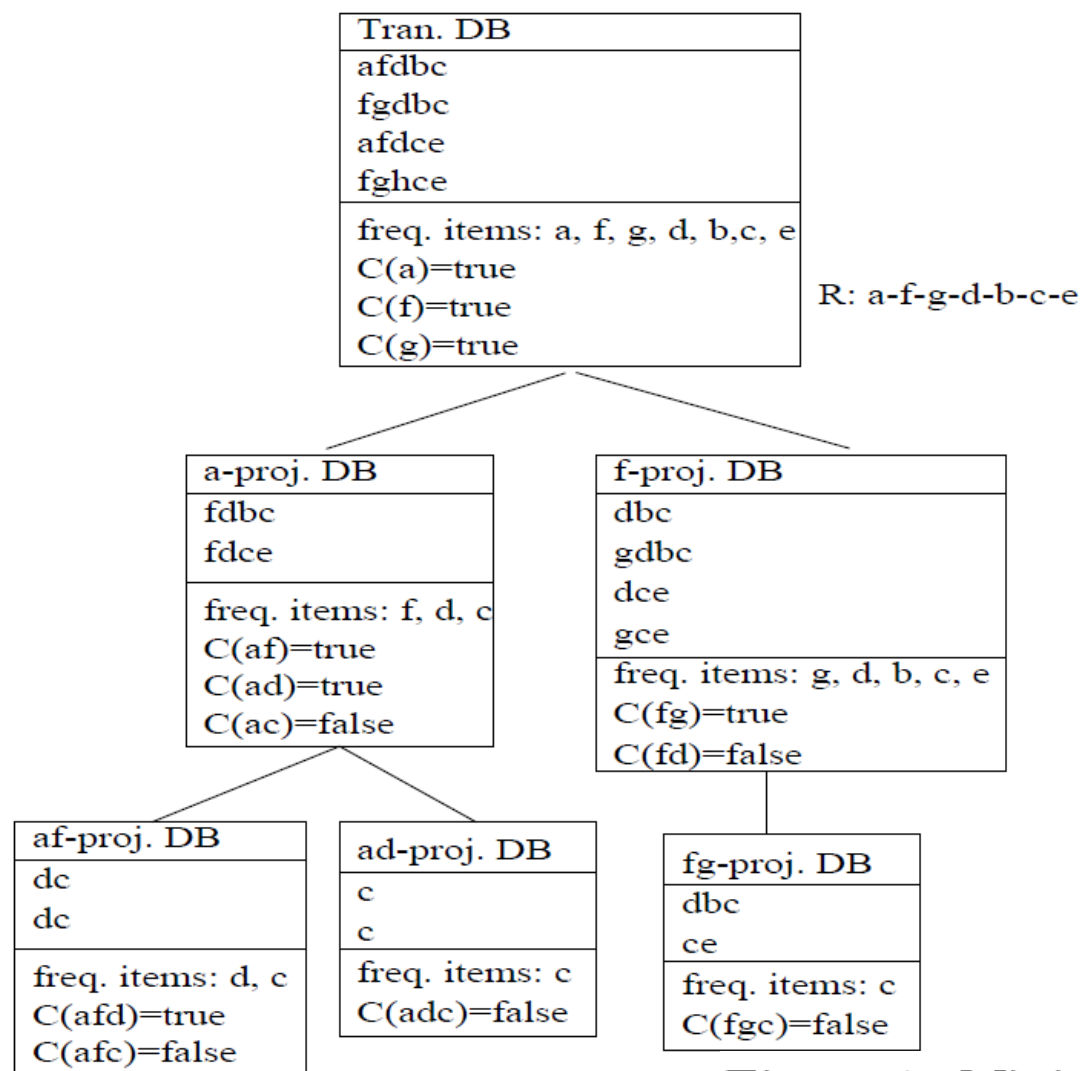 Tran. DB
afdbc
fgdbc
afdce
fghce
freq. items: a, f, g, d, b,c, e
C(a)=true
C(f)=true
C(g)=true
R: a-f-g-d-b-c-e
a-proj. DB
fdbc
fdce
freq. items: f, d, c
C(af)=true
C(ad)=true
C(ac)=false
f-proj. DB
dbc
gdbc
dce
gce
freq. items: g, d, b, c, e
C(fg)=true
C(fd)=false
af-proj. DB
dc
dc
freq. items: d, c
C(afd)=true
C(afc)=false
ad-proj. DB
c
c
freq. items: c
C(adc)=false
fg-proj. DB
dbc
ce
freq. items: c
C(fgc)=false